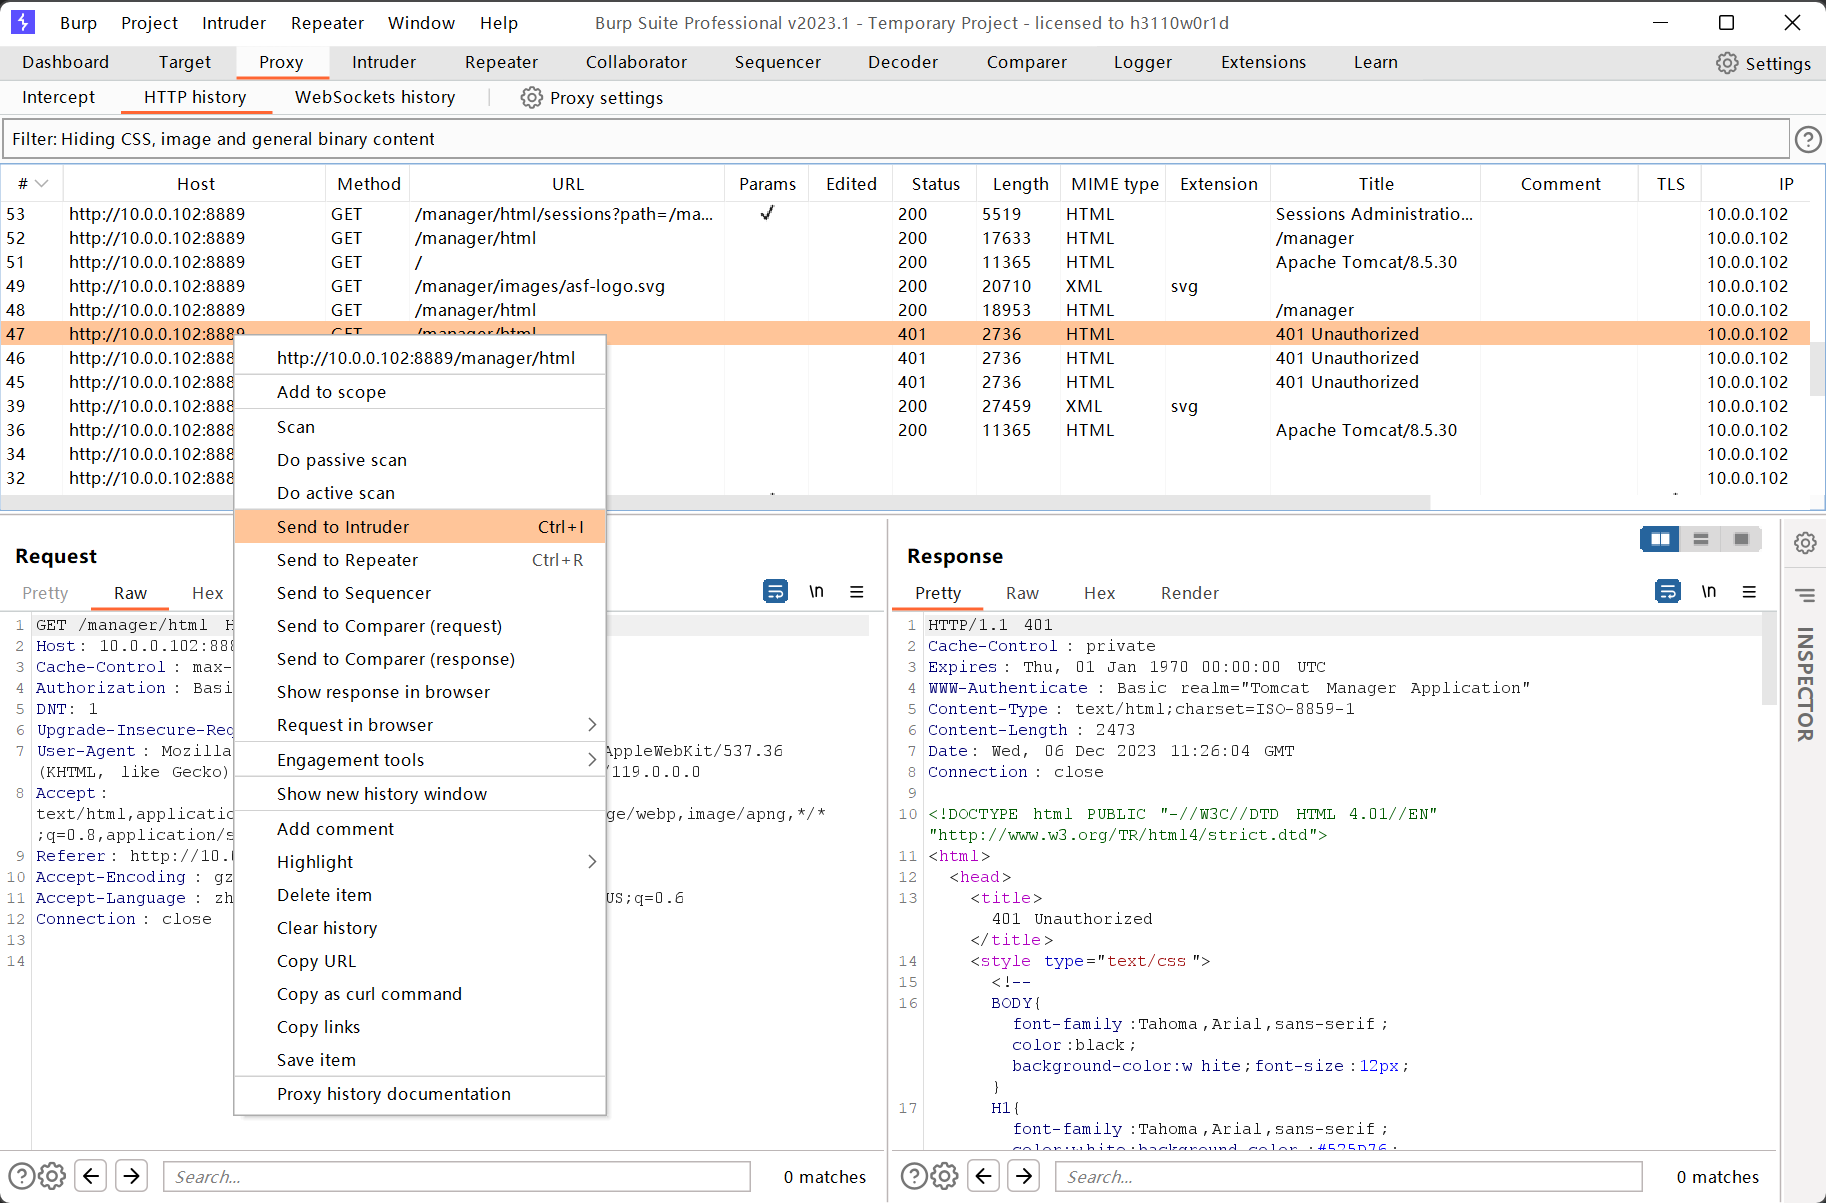 Burp Project Intruder Repeater Window Help Burp Suite Professional v2023.1 - Temporary Project - licensed to h3110w0r1d
Dashboard Target Proxy Intruder Repeater Collaborator Sequencer Decoder Comparer Logger Extensions Learn Settings
Intercept HTTP history WebSockets history Proxy settings
Filter: Hiding CSS, image and general binary content
# Host Method URL Params Edited Status Length MIME type Extension Title Comment TLS IP
53 http://10.0.0.102:8889 GET /manager/html/sessions?path=/ma... ✓ 200 5519 HTML Sessions Administratio... 10.0.0.102
52 http://10.0.0.102:8889 GET /manager/html 200 17633 HTML /manager 10.0.0.102
51 http://10.0.0.102:8889 GET / 200 11365 HTML Apache Tomcat/8.5.30 10.0.0.102
49 http://10.0.0.102:8889 GET /manager/images/asf-logo.svg 200 20710 XML svg 10.0.0.102
48 http://10.0.0.102:8889 GET /manager/html 200 18953 HTML /manager 10.0.0.102
47 http://10.0.0.102:8889 GET /manager/html 401 2736 HTML 401 Unauthorized 10.0.0.102
46 http://10.0.0.102:888 401 2736 HTML 401 Unauthorized 10.0.0.102
45 http://10.0.0.102:888 401 2736 HTML 401 Unauthorized 10.0.0.102
39 http://10.0.0.102:888 200 27459 XML svg 10.0.0.102
36 http://10.0.0.102:888 200 11365 HTML Apache Tomcat/8.5.30 10.0.0.102
34 http://10.0.0.102:888 10.0.0.102
32 http://10.0.0.102:888 10.0.0.102
http://10.0.0.102:8889/manager/html
Add to scope
Scan
Do passive scan
Do active scan
Send to Intruder Ctrl+I
Send to Repeater Ctrl+R
Send to Sequencer
Send to Comparer (request)
Send to Comparer (response)
Show response in browser
Request in browser
Engagement tools
Show new history window
Add comment
Highlight
Delete item
Clear history
Copy URL
Copy as curl command
Copy links
Save item
Proxy history documentation
Request
Pretty Raw Hex \n
1 GET /manager/html H
2 Host: 10.0.0.102:888
3 Cache-Control: max-
4 Authorization: Basi
5 DNT: 1
6 Upgrade-Insecure-Req
7 User-Agent: Mozilla AppleWebKit/537.36
(KHTML, like Gecko) /119.0.0.0
8 Accept:
text/html,applicatio ge/webp,image/apng,*/*
;q=0.8,application/s
9 Referer: http://10.0
10 Accept-Encoding: gz
11 Accept-Language: zh US;q=0.6
12 Connection: close
13
14
Search... 0 matches
Response
Pretty Raw Hex Render \n
1 HTTP/1.1 401
2 Cache-Control: private
3 Expires: Thu, 01 Jan 1970 00:00:00 UTC
4 WWW-Authenticate: Basic realm="Tomcat Manager Application"
5 Content-Type: text/html;charset=ISO-8859-1
6 Content-Length: 2473
7 Date: Wed, 06 Dec 2023 11:26:04 GMT
8 Connection: close
9
10 <!DOCTYPE html PUBLIC "-//W3C//DTD HTML 4.01//EN"
"http://www.w3.org/TR/html4/strict.dtd">
11 <html>
12 <head>
13 <title>
401 Unauthorized
</title>
14 <style type="text/css">
15 <!--
16 BODY{
font-family:Tahoma,Arial,sans-serif;
color:black;
background-color:white;font-size:12px;
}
17 H1{
font-family:Tahoma,Arial,sans-serif;
color:white;background-color:#525D76;
Search... 0 matches
INSPECTOR